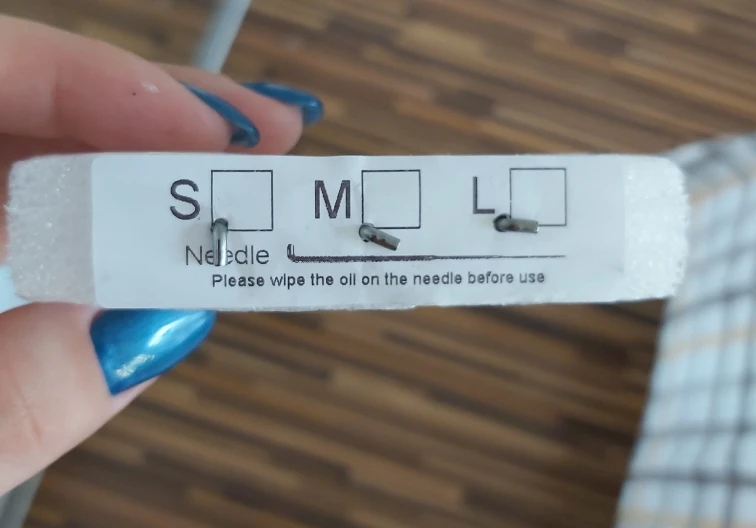 S M L
Needle
Please wipe the oil on the needle before use